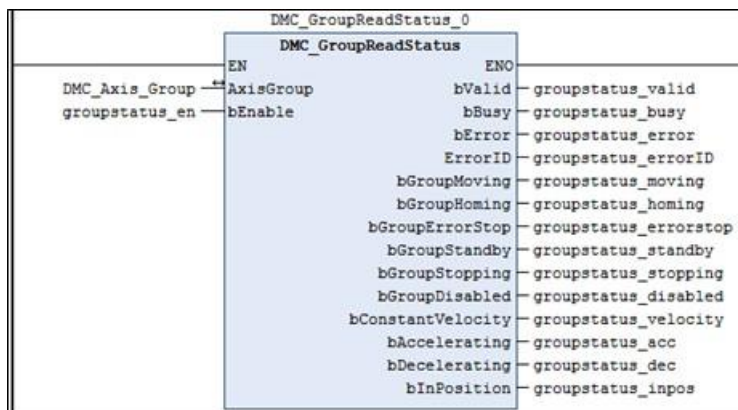 DMC_GroupReadStatus_0
DMC_GroupReadStatus
EN ENO
DMC_Axis_Group AxisGroup bValid groupstatus_valid
groupstatus_en bEnable bBusy groupstatus_busy
bError groupstatus_error
ErrorID groupstatus_errorID
bGroupMoving groupstatus_moving
bGroupHoming groupstatus_homing
bGroupErrorStop groupstatus_errorstop
bGroupStandby groupstatus_standby
bGroupStopping groupstatus_stopping
bGroupDisabled groupstatus_disabled
bConstantVelocity groupstatus_velocity
bAccelerating groupstatus_acc
bDecelerating groupstatus_dec
bInPosition groupstatus_inpos